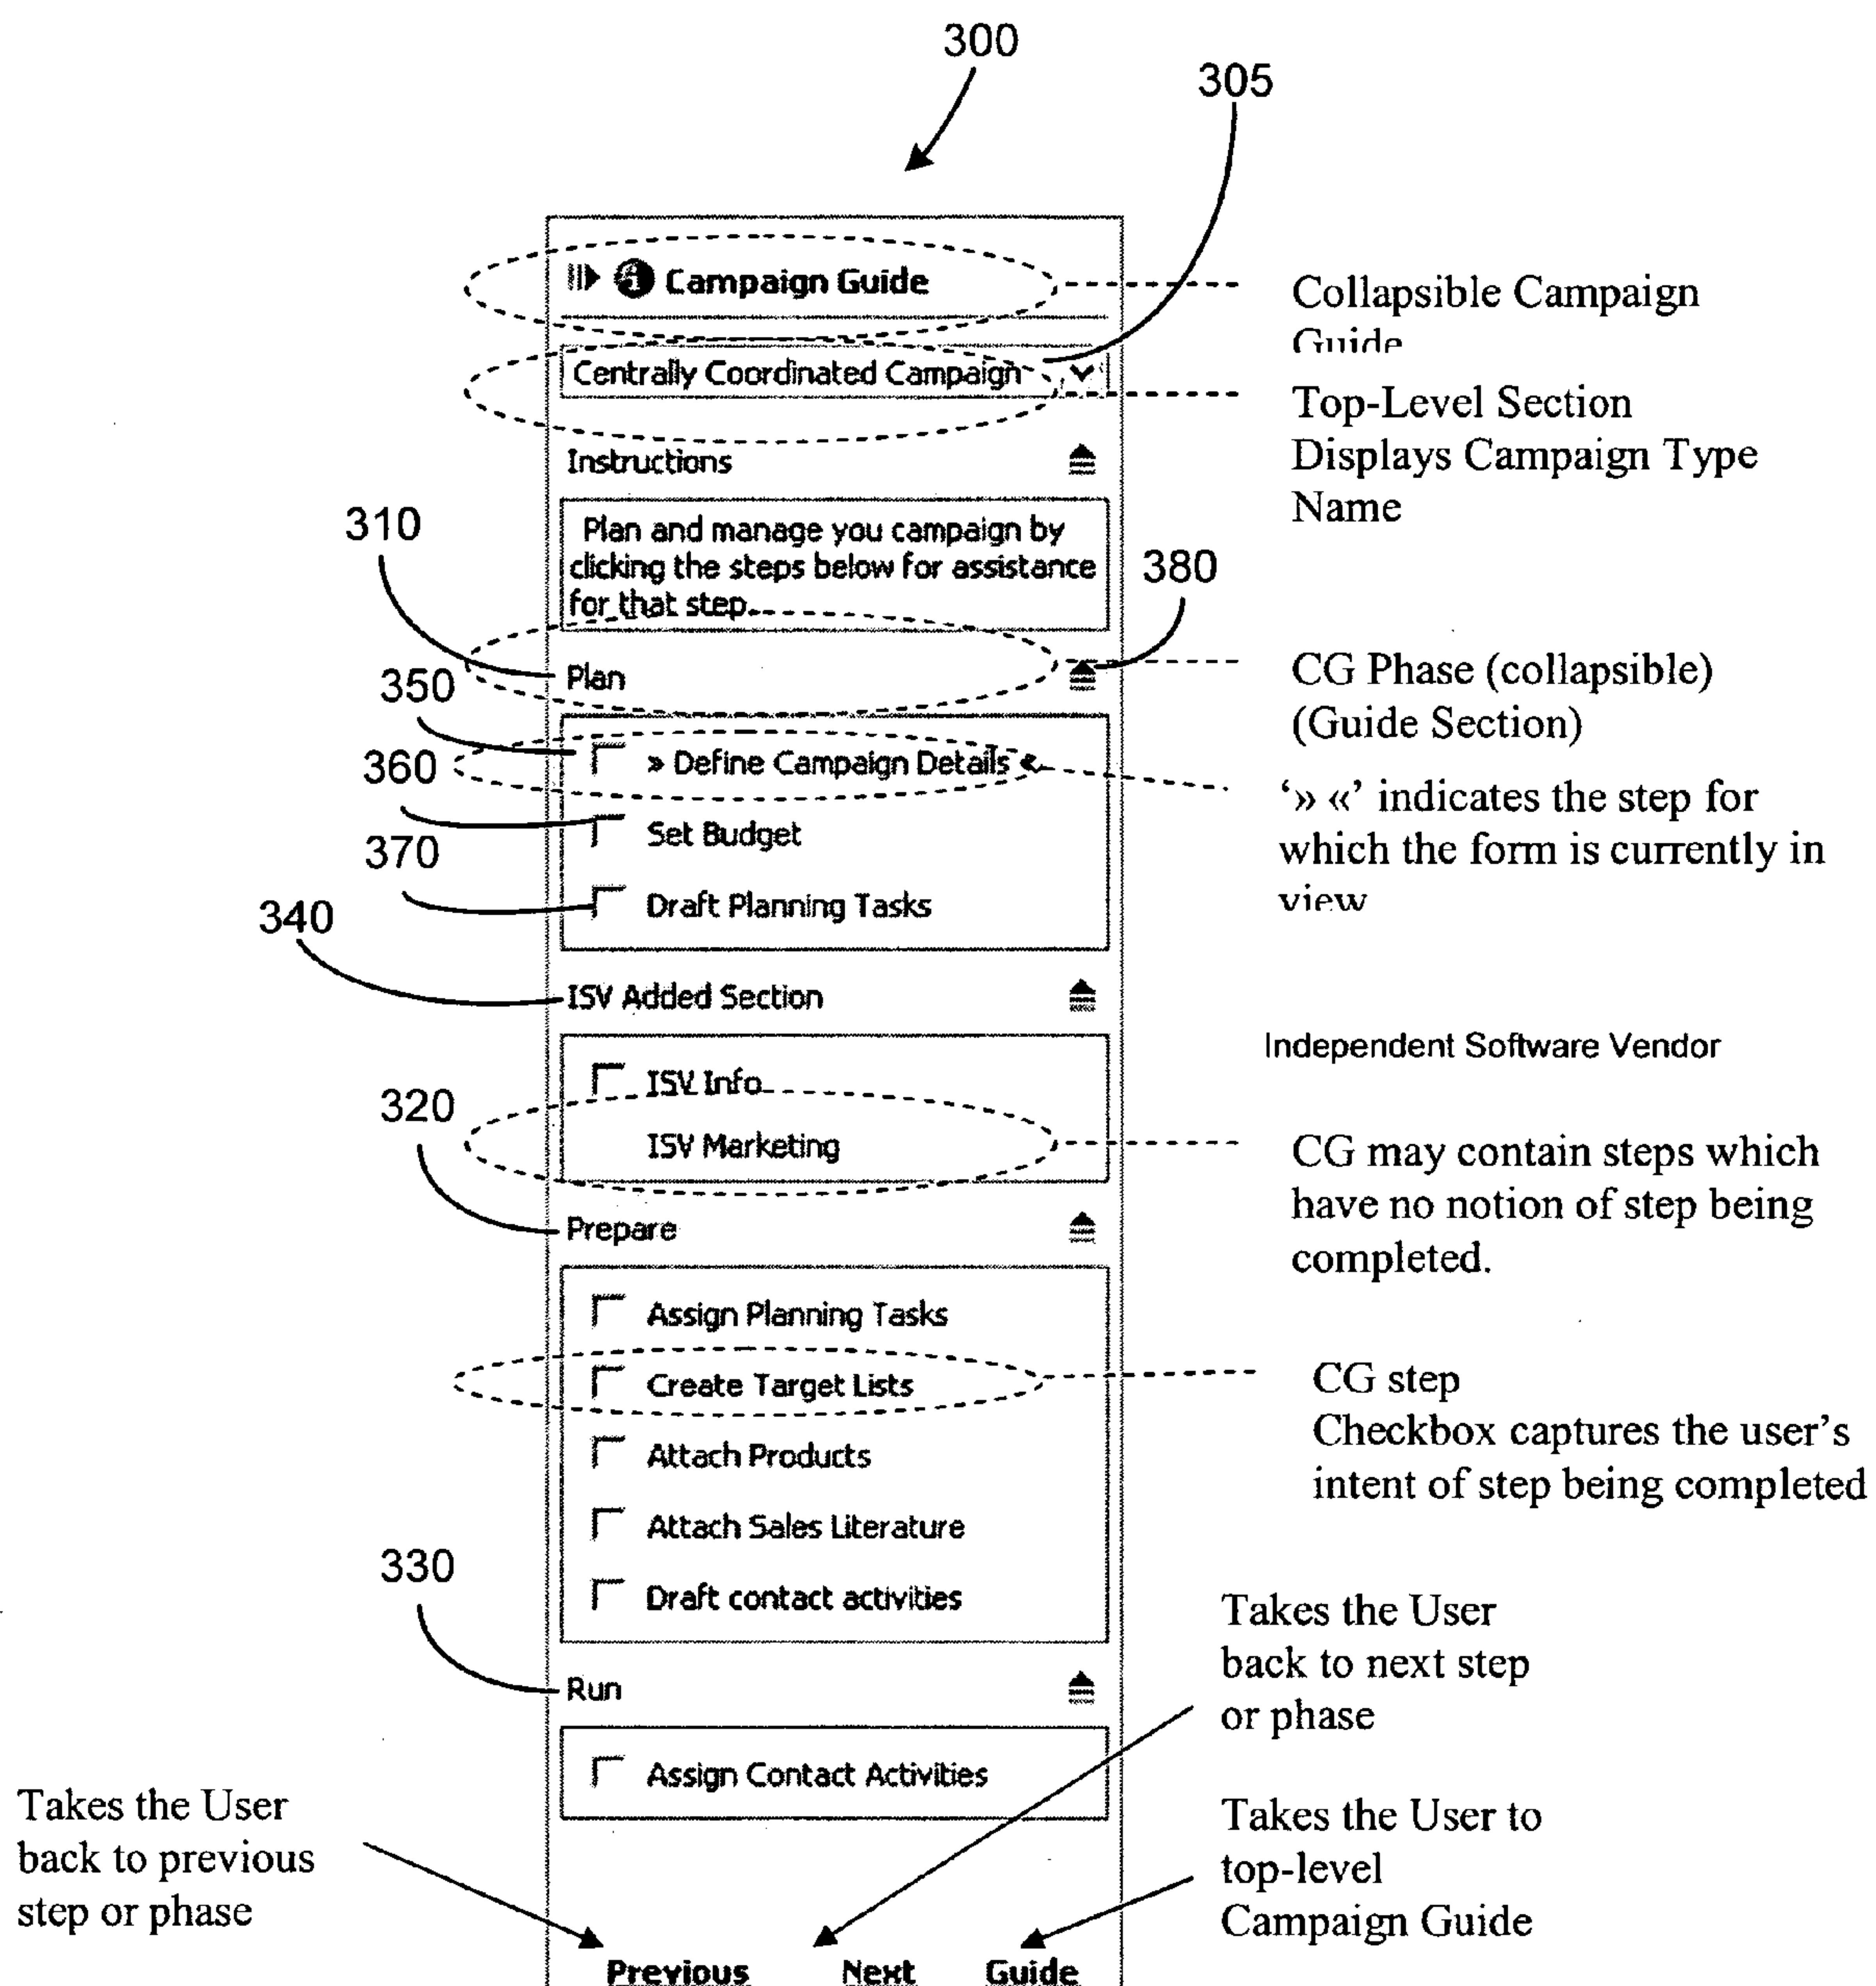 300
305
Campaign Guide
Collapsible Campaign
Guide
Centrally Coordinated Campaign
Top-Level Section
Displays Campaign Type
Name
Instructions
310
Plan and manage you campaign by
clicking the steps below for assistance
for that step.
380
Plan
CG Phase (collapsible)
(Guide Section)
350
» Define Campaign Details «
'» «' indicates the step for
which the form is currently in
view
360
Set Budget
370
Draft Planning Tasks
340
ISV Added Section
Independent Software Vendor
ISV Info
320
ISV Marketing
CG may contain steps which
have no notion of step being
completed.
Prepare
Assign Planning Tasks
Create Target Lists
CG step
Checkbox captures the user's
intent of step being completed
Attach Products
Attach Sales Literature
330
Draft contact activities
Takes the User
back to next step
or phase
Run
Assign Contact Activities
Takes the User
back to previous
step or phase
Takes the User to
top-level
Campaign Guide
Previous Next Guide